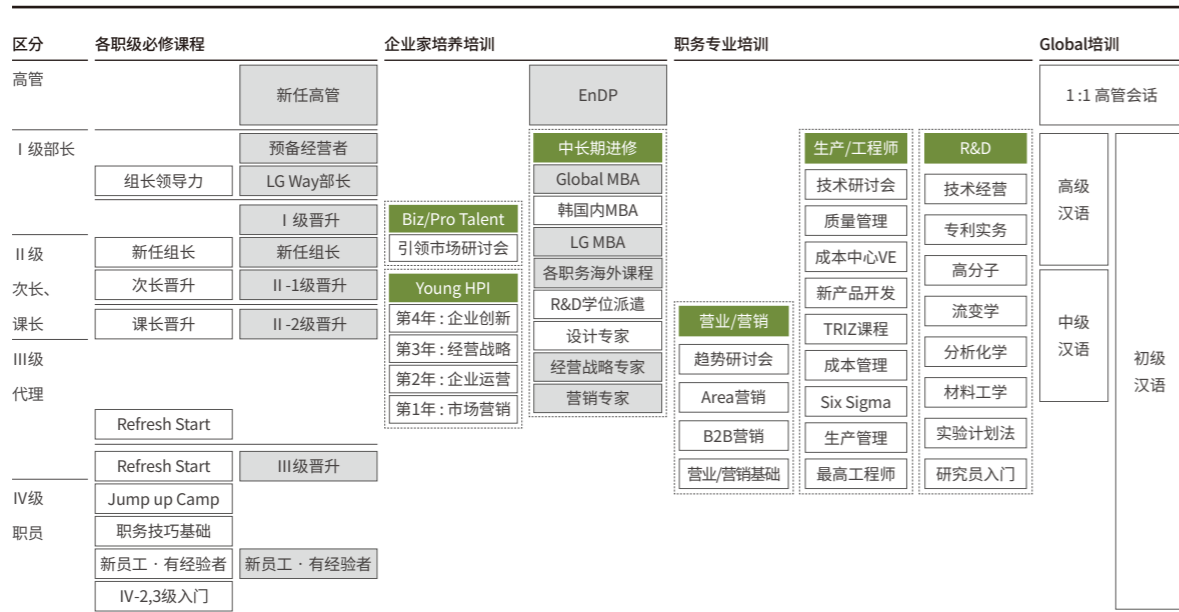 区分
各职级必修课程
企业家培养培训
职务专业培训
Global培训
高管
新任高管
EnDP
1:1 高管会话
Ⅰ级部长
预备经营者
组长领导力
LG Way部长
Ⅰ级晋升
II级
次长、
课长
新任组长
新任组长
次长晋升
II-1级晋升
课长晋升
II-2级晋升
III级
代理
Refresh Start
Refresh Start
III级晋升
IV级
职员
Jump up Camp
职务技巧基础
新员工 · 有经验者
新员工 · 有经验者
IV-2,3级入门
Biz/Pro Talent
引领市场研讨会
Young HPI
第4年 : 企业创新
第3年 : 经营战略
第2年 : 企业运营
第1年 : 市场营销
中长期进修
Global MBA
韩国内MBA
LG MBA
各职务海外课程
R&D学位派遣
设计专家
经营战略专家
营销专家
营业/营销
趋势研讨会
Area营销
B2B营销
营业/营销基础
生产/工程师
技术研讨会
质量管理
成本中心VE
新产品开发
TRIZ课程
成本管理
Six Sigma
生产管理
最高工程师
R&D
技术经营
专利实务
高分子
流变学
分析化学
材料工学
实验计划法
研究员入门
高级
汉语
中级
汉语
初级
汉语